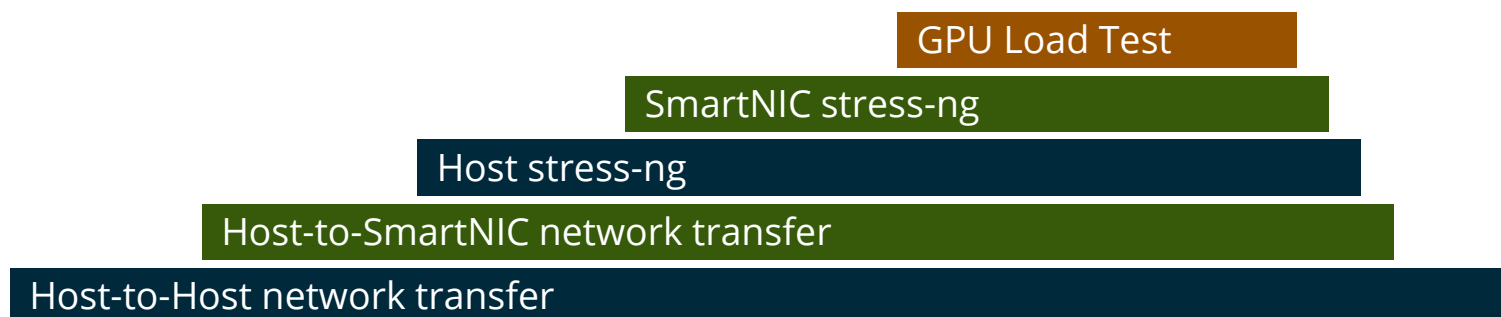 GPU Load Test
SmartNIC stress-ng
Host stress-ng
Host-to-SmartNIC network transfer
Host-to-Host network transfer